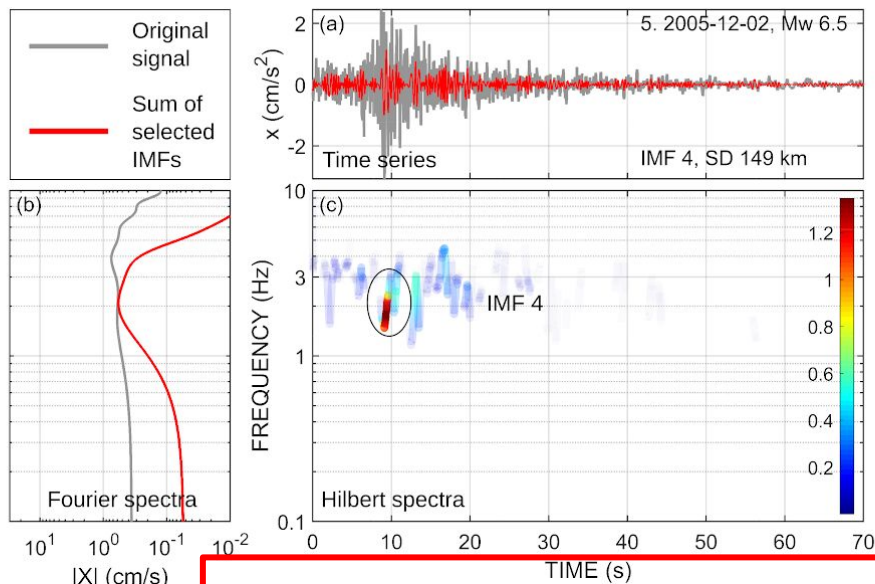 Original
signal
Sum of
selected
IMFs
(a)
5. 2005-12-02, Mw 6.5
x (cm/s²)
2
0
-2
Time series
IMF 4, SD 149 km
(b)
Fourier spectra
10¹ 10⁰ 10⁻¹ 10⁻²
|X| (cm/s)
(c)
FREQUENCY (Hz)
10
3
1
0.1
IMF 4
Hilbert spectra
1.2
1
0.8
0.6
0.4
0.2
0 10 20 30 40 50 60 70
TIME (s)